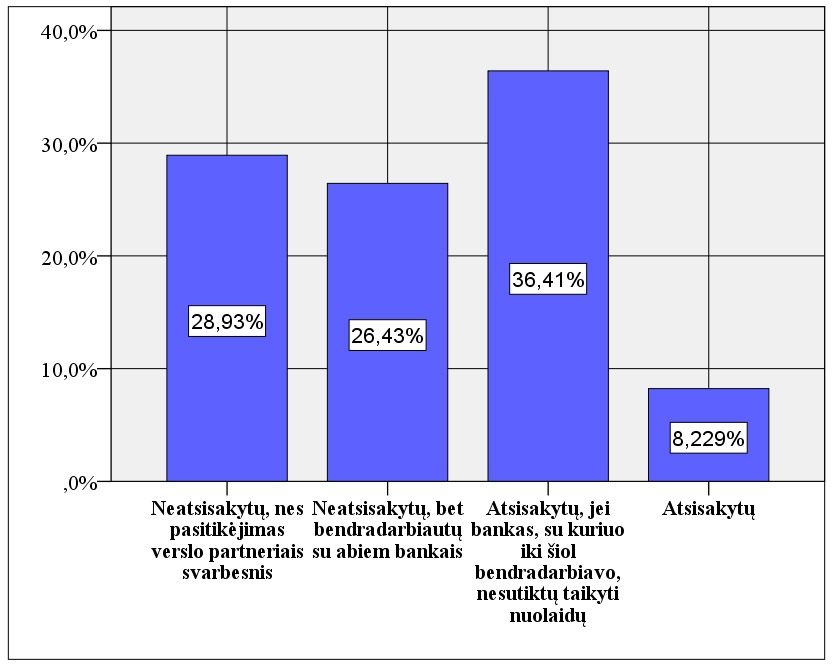 40,0%
30,0%
20,0%
10,0%
,0%
28,93%
26,43%
36,41%
8,229%
Neatsisakytų, nes
pasitikėjimas
verslo partneriais
svarbesnis
Neatsisakytų, bet
bendradarbiautų
su abiem bankais
Atsisakytų, jei
bankas, su kuriuo
iki šiol
bendradarbiavo,
nesutiktų taikyti
nuolaidų
Atsisakytų